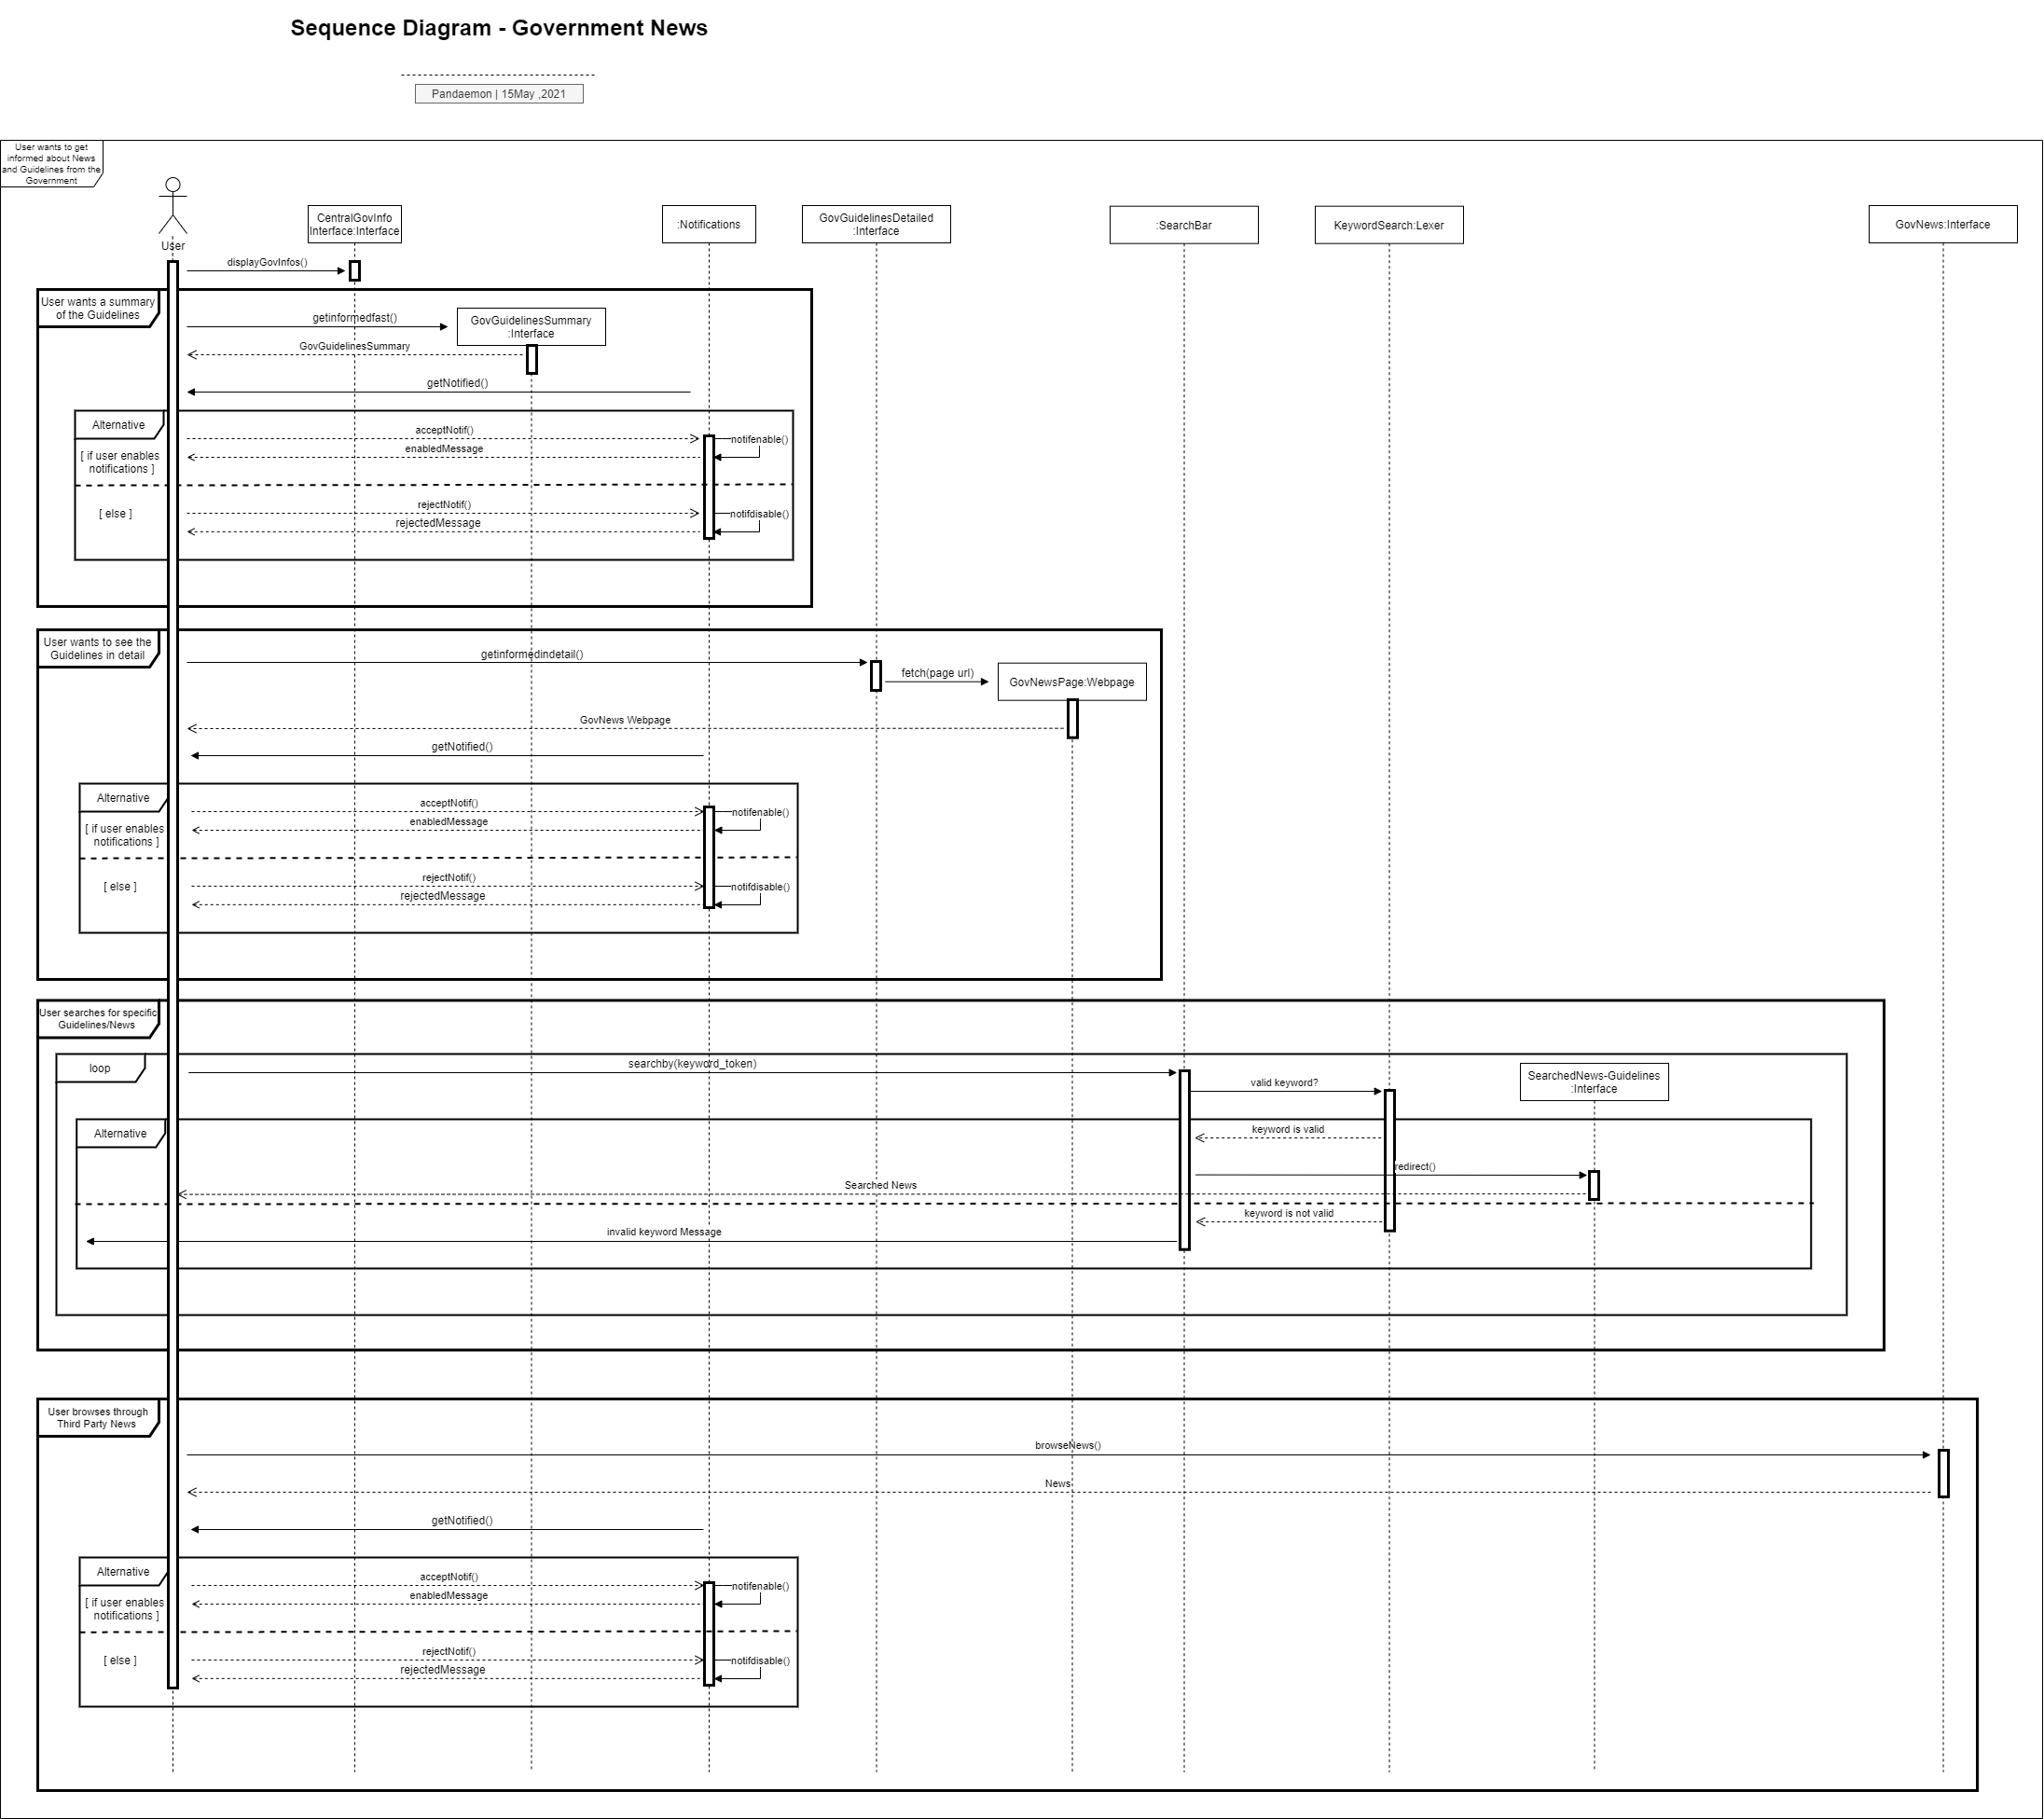 Sequence Diagram - Government News
Pandaemon | 15May ,2021
User wants to get
informed about News
and Guidelines from the
Government
User
CentralGovInfo
Interface:Interface
:Notifications
GovGuidelinesDetailed
:Interface
:SearchBar
KeywordSearch:Lexer
GovNews:Interface
displayGovInfos()
User wants a summary
of the Guidelines
getinformedfast()
GovGuidelinesSummary
:Interface
GovGuidelinesSummary
getNotified()
Alternative
acceptNotif()
notifenable()
enabledMessage
[ if user enables
notifications ]
rejectNotif()
[ else ]
notifdisable()
rejectedMessage
User wants to see the
Guidelines in detail
getinformedindetail()
fetch(page url)
GovNewsPage:Webpage
GovNews Webpage
getNotified()
Alternative
acceptNotif()
notifenable()
enabledMessage
[ if user enables
notifications ]
rejectNotif()
[ else ]
notifdisable()
rejectedMessage
User searches for specific
Guidelines/News
loop
searchby(keyword_token)
valid keyword?
SearchedNews-Guidelines
:Interface
Alternative
keyword is valid
redirect()
Searched News
keyword is not valid
invalid keyword Message
User browses through
Third Party News
browseNews()
News
getNotified()
Alternative
acceptNotif()
notifenable()
enabledMessage
[ if user enables
notifications ]
rejectNotif()
[ else ]
notifdisable()
rejectedMessage